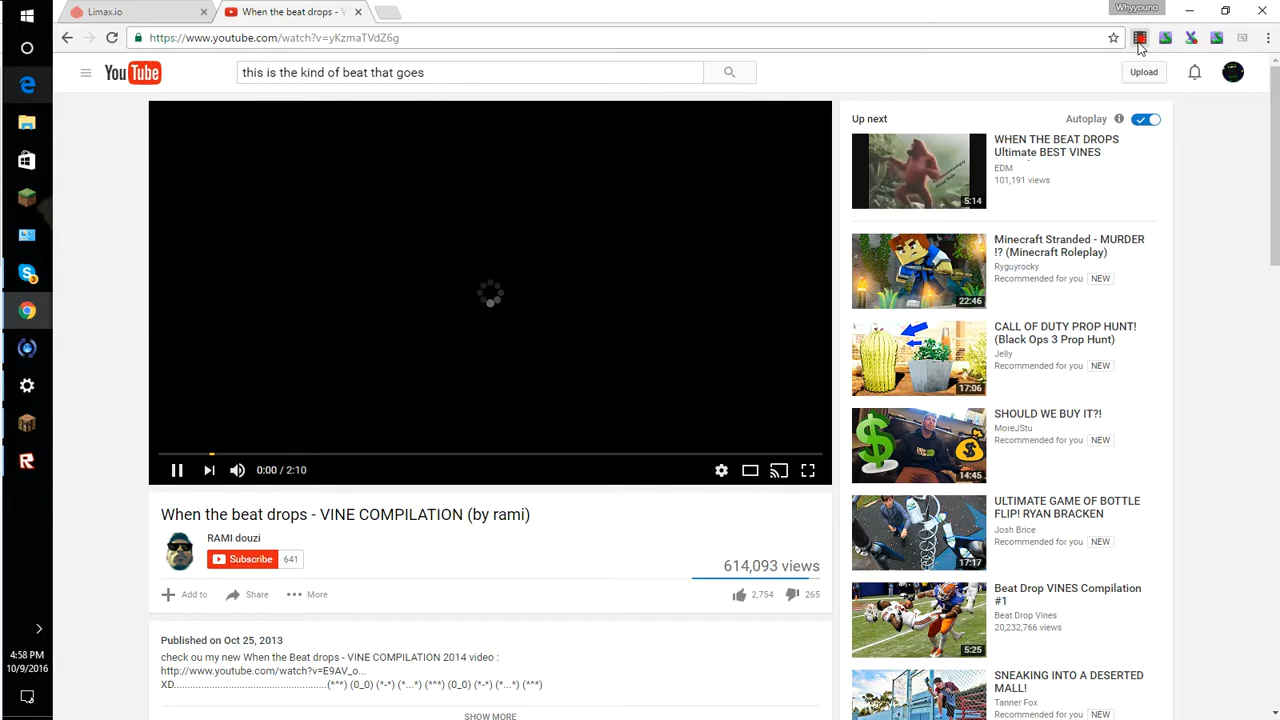 Limax.io
When the beat drops - V
Whyyouno
https://www.youtube.com/watch?v=yKzmaTVdZ6g
YouTube
this is the kind of beat that goes
Upload
Up next
Autoplay
WHEN THE BEAT DROPS
Ultimate BEST VINES
EDM
101,191 views
5:14
Minecraft Stranded - MURDER
!? (Minecraft Roleplay)
Ryguyrocky
Recommended for you NEW
22:46
CALL OF DUTY PROP HUNT!
(Black Ops 3 Prop Hunt)
Jelly
Recommended for you NEW
17:06
SHOULD WE BUY IT?!
MoreJStu
Recommended for you NEW
14:45
ULTIMATE GAME OF BOTTLE
FLIP! RYAN BRACKEN
Josh Brice
Recommended for you NEW
17:17
Beat Drop VINES Compilation
#1
Beat Drop Vines
20,232,766 views
5:25
SNEAKING INTO A DESERTED
MALL!
Tanner Fox
Recommended for you NEW
0:00 / 2:10
When the beat drops - VINE COMPILATION (by rami)
RAMI douzi
Subscribe 641
614,093 views
Add to Share More
2,754 265
Published on Oct 25, 2013
check ou my new When the Beat drops - VINE COMPILATION 2014 video :
http://www.youtube.com/watch?v=E9AV_o...
XD.....................................................(*^*) (0_0) (*-*) (*...*) (*^*) (0_0) (*-*) (*...*) (*^*)
SHOW MORE
4:58 PM
10/9/2016